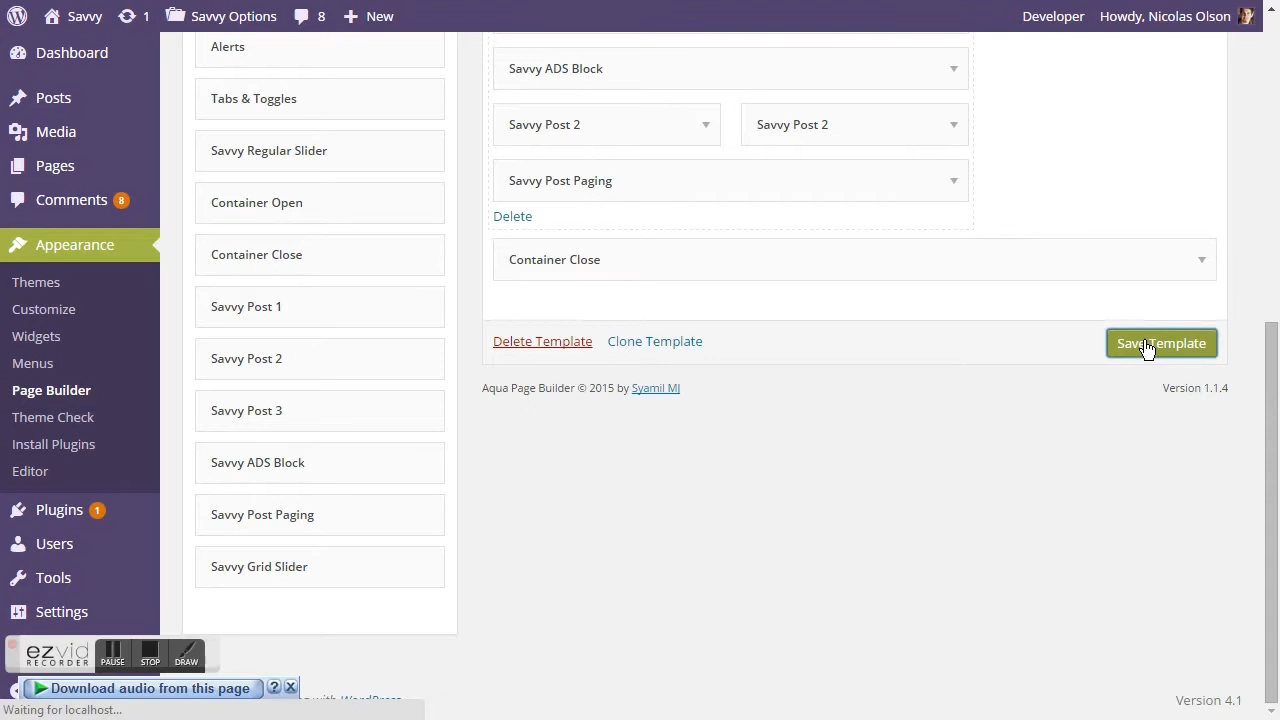 Savvy 1 Savvy Options 8 New Developer Howdy, Nicolas Olson
Dashboard
Posts
Media
Pages
Comments 8
Appearance
Themes
Customize
Widgets
Menus
Page Builder
Theme Check
Install Plugins
Editor
Plugins 1
Users
Tools
Settings
Alerts
Tabs & Toggles
Savvy Regular Slider
Container Open
Container Close
Savvy Post 1
Savvy Post 2
Savvy Post 3
Savvy ADS Block
Savvy Post Paging
Savvy Grid Slider
Savvy ADS Block
Savvy Post 2 Savvy Post 2
Savvy Post Paging
Delete
Container Close
Delete Template Clone Template Save Template
Aqua Page Builder © 2015 by Syamil MJ Version 1.1.4
ezvid
RECORDER
PAUSE STOP DRAW
Download audio from this page ? X
with WordPress Version 4.1
Waiting for localhost...